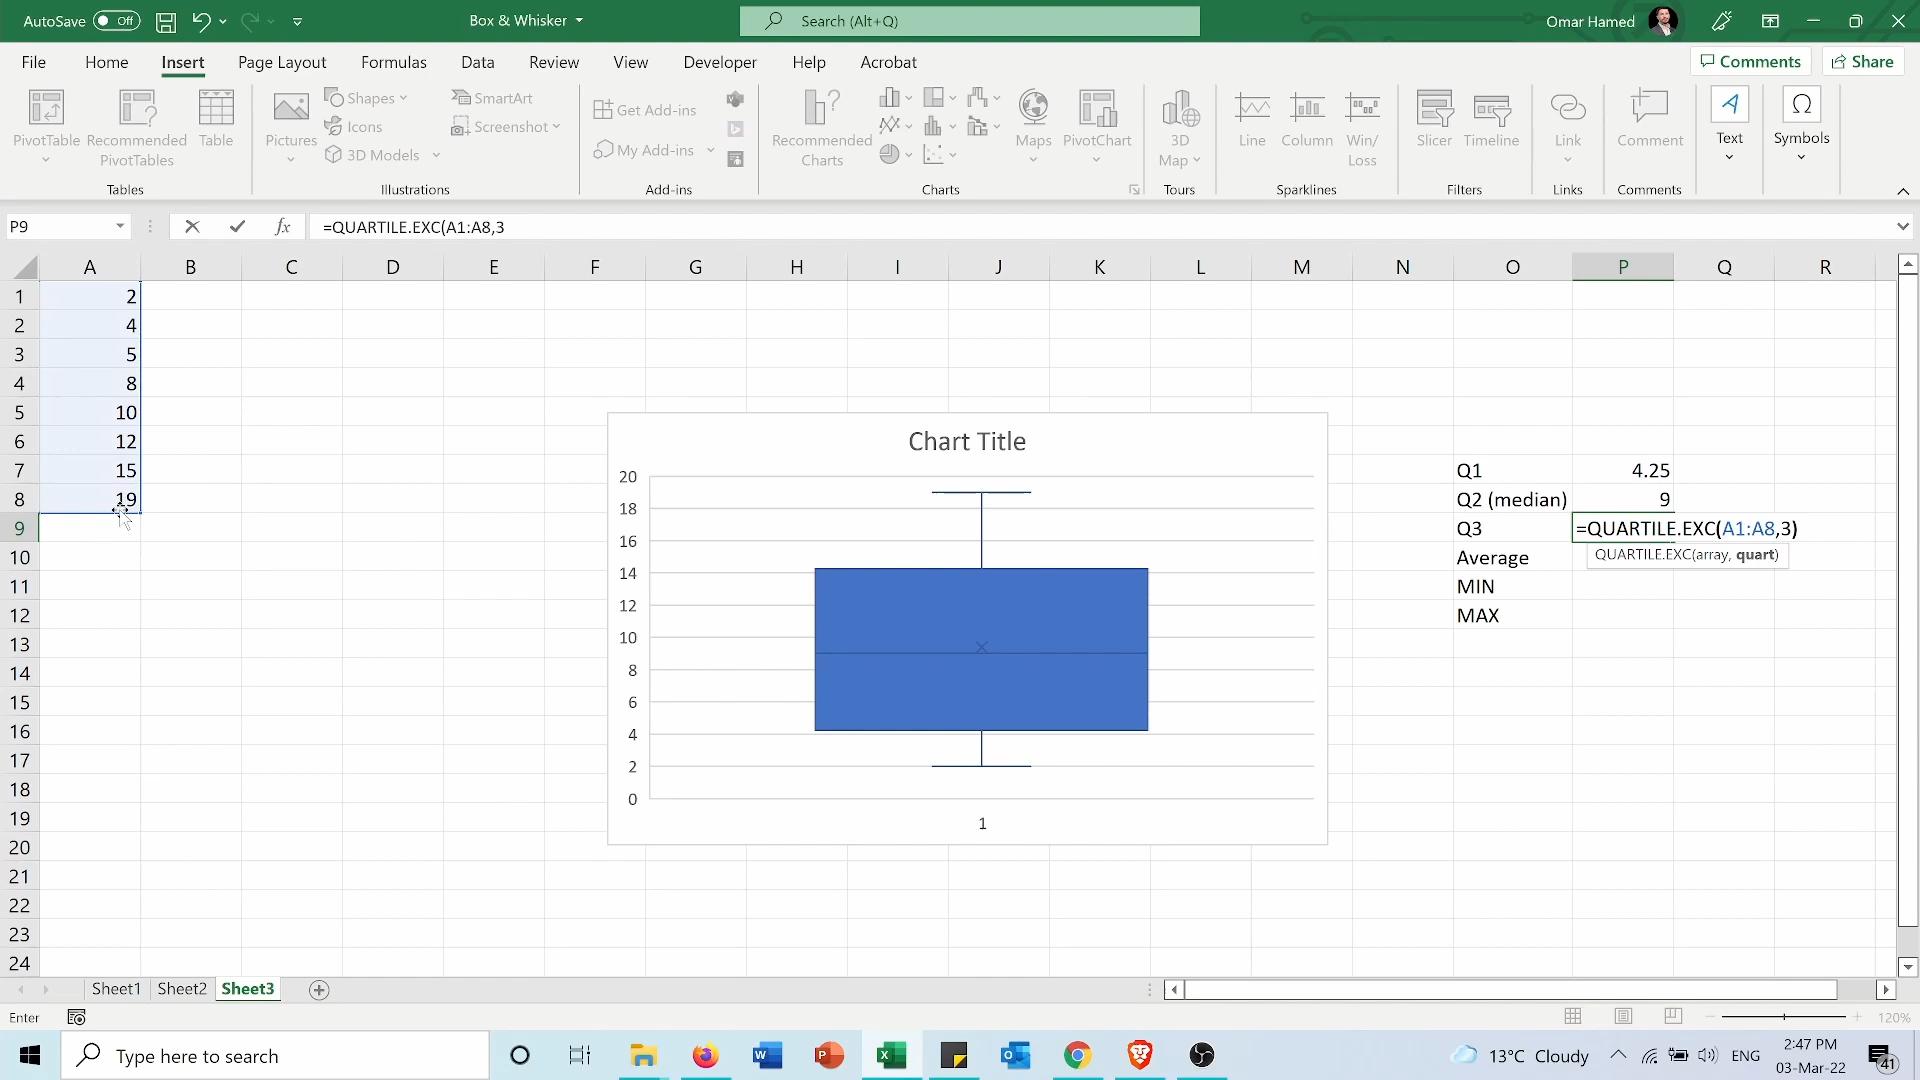 AutoSave Off
Box & Whisker
Search (Alt+Q)
Omar Hamed
File Home Insert Page Layout Formulas Data Review View Developer Help Acrobat
Comments Share
PivotTable
Recommended PivotTables
Table
Tables
Pictures
Shapes
Icons
3D Models
SmartArt
Screenshot
Illustrations
Get Add-ins
My Add-ins
Add-ins
Recommended Charts
Maps
PivotChart
Charts
3D Map
Tours
Line
Column
Win/Loss
Sparklines
Slicer
Timeline
Filters
Link
Links
Comment
Comments
Text
Symbols
P9
fx
=QUARTILE.EXC(A1:A8,3
A B C D E F G H I J K L M N O P Q R
1 2
2 4
3 5
4 8
5 10
6 12
7 15 Q1 4.25
8 19 Q2 (median) 9
9 Q3 =QUARTILE.EXC(A1:A8,3)
QUARTILE.EXC(array, quart)
10 Average
11 MIN
12 MAX
13
14
15
16
17
18
19
20
21
22
23
24
Chart Title
20
18
16
14
12
10
8
6
4
2
0
1
Sheet1 Sheet2 Sheet3
Enter
120%
Type here to search
13°C Cloudy
ENG
2:47 PM
03-Mar-22
41